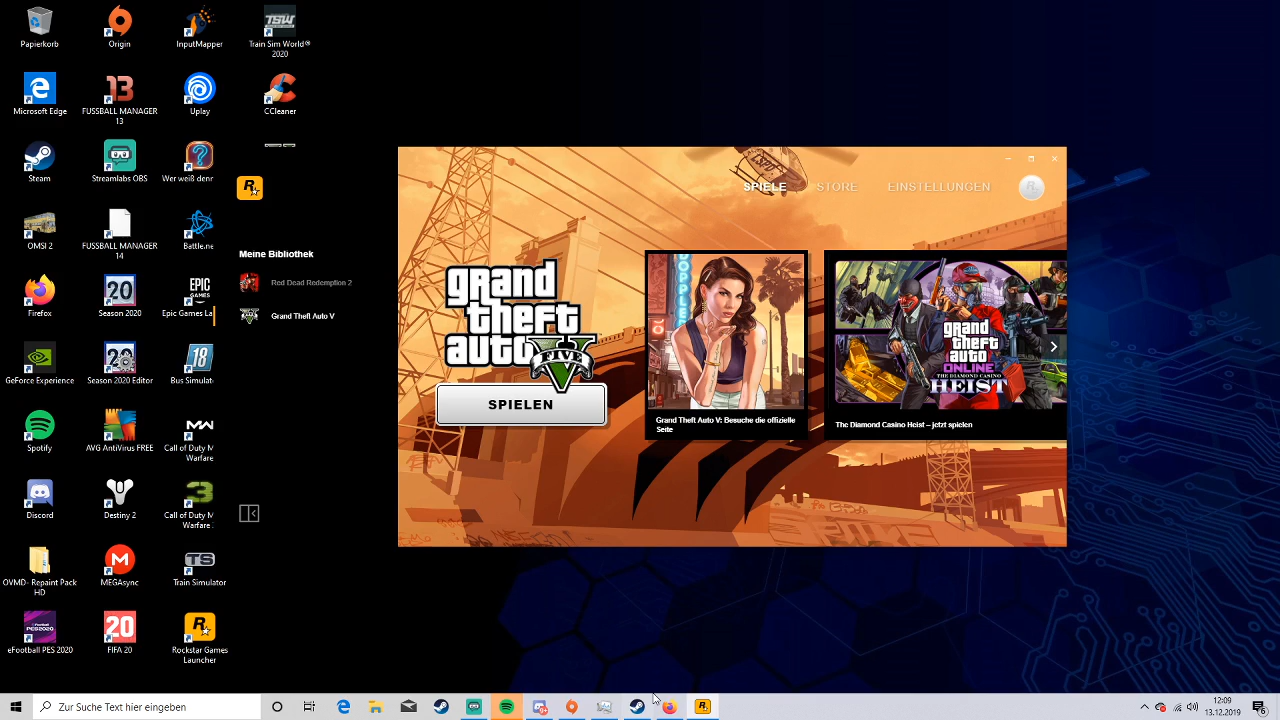 Papierkorb
Origin
InputMapper
Train Sim World® 2020
Microsoft Edge
FUSSBALL MANAGER 13
Uplay
CCleaner
Steam
Streamlabs OBS
Wer weiß denr
OMSI 2
FUSSBALL MANAGER 14
Battle.ne
Firefox
Season 2020
Epic Games La
GeForce Experience
Season 2020 Editor
Bus Simulat
Spotify
AVG AntiVirus FREE
Call of Duty M Warfare
Discord
Destiny 2
Call of Duty M Warfare
OVMD- Repaint Pack HD
MEGAsync
Train Simulator
eFootball PES 2020
FIFA 20
Rockstar Games Launcher
Meine Bibliothek
Red Dead Redemption 2
Grand Theft Auto V
SPIELE
STORE
EINSTELLUNGEN
grand
theft
auto
FIVE
SPIELEN
Grand Theft Auto V: Besuche die offizielle
Seite
grand
theft
auto
ONLINE
THE DIAMOND CASINO
HEIST
The Diamond Casino Heist – jetzt spielen
Zur Suche Text hier eingeben
12:09
13.12.2019